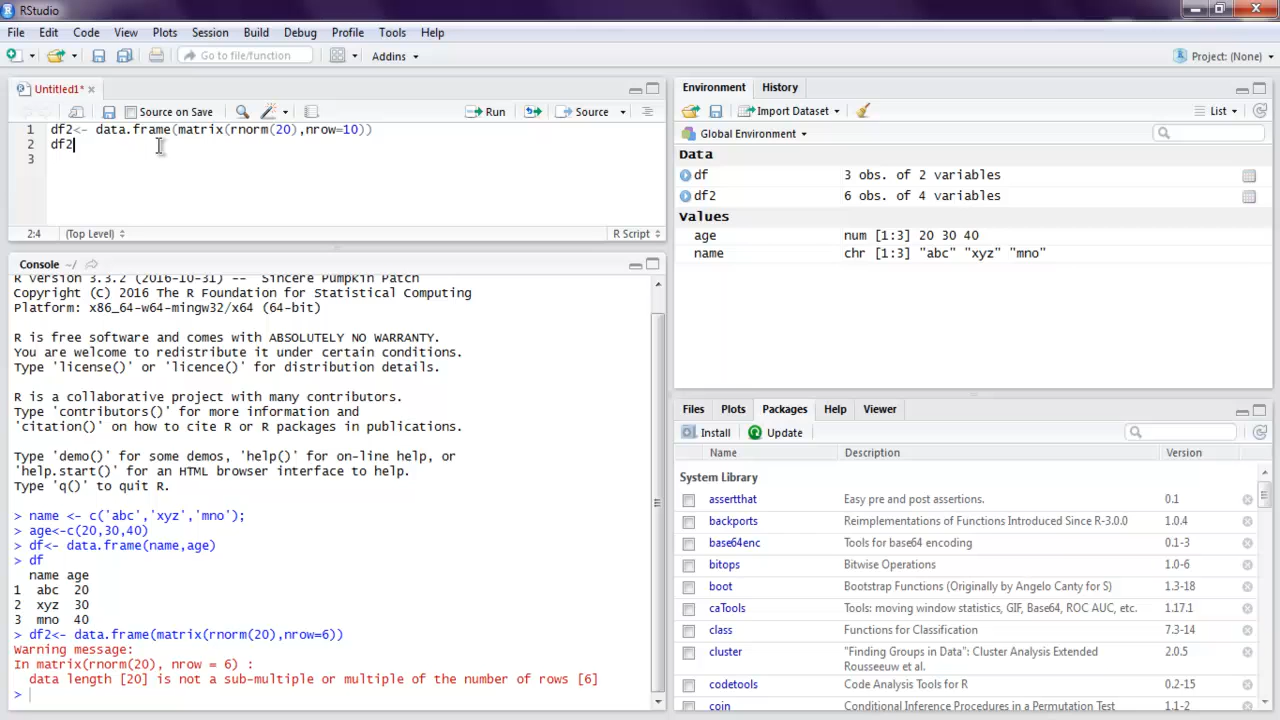 RStudio
File Edit Code View Plots Session Build Debug Profile Tools Help
Go to file/function Addins Project: (None)
Untitled1*
Source on Save Run Source
1 df2<- data.frame(matrix(rnorm(20),nrow=10))
2 df2
3
2:4 (Top Level) R Script
Console ~/
R version 3.3.2 (2016-10-31) -- "Sincere Pumpkin Patch"
Copyright (C) 2016 The R Foundation for Statistical Computing
Platform: x86_64-w64-mingw32/x64 (64-bit)
R is free software and comes with ABSOLUTELY NO WARRANTY.
You are welcome to redistribute it under certain conditions.
Type 'license()' or 'licence()' for distribution details.
R is a collaborative project with many contributors.
Type 'contributors()' for more information and
'citation()' on how to cite R or R packages in publications.
Type 'demo()' for some demos, 'help()' for on-line help, or
'help.start()' for an HTML browser interface to help.
Type 'q()' to quit R.
> name <- c('abc','xyz','mno');
> age<-c(20,30,40)
> df<- data.frame(name,age)
> df
name age
1 abc 20
2 xyz 30
3 mno 40
> df2<- data.frame(matrix(rnorm(20),nrow=6))
Warning message:
In matrix(rnorm(20), nrow = 6) :
data length [20] is not a sub-multiple or multiple of the number of rows [6]
>
Environment History
Import Dataset List
Global Environment
Data
df 3 obs. of 2 variables
df2 6 obs. of 4 variables
Values
age num [1:3] 20 30 40
name chr [1:3] "abc" "xyz" "mno"
Files Plots Packages Help Viewer
Install Update
Name Description Version
System Library
assertthat Easy pre and post assertions. 0.1
backports Reimplementations of Functions Introduced Since R-3.0.0 1.0.4
base64enc Tools for base64 encoding 0.1-3
bitops Bitwise Operations 1.0-6
boot Bootstrap Functions (Originally by Angelo Canty for S) 1.3-18
caTools Tools: moving window statistics, GIF, Base64, ROC AUC, etc. 1.17.1
class Functions for Classification 7.3-14
cluster "Finding Groups in Data": Cluster Analysis Extended 2.0.5
Rousseeuw et al.
codetools Code Analysis Tools for R 0.2-15
coin Conditional Inference Procedures in a Permutation Test 1.1-2